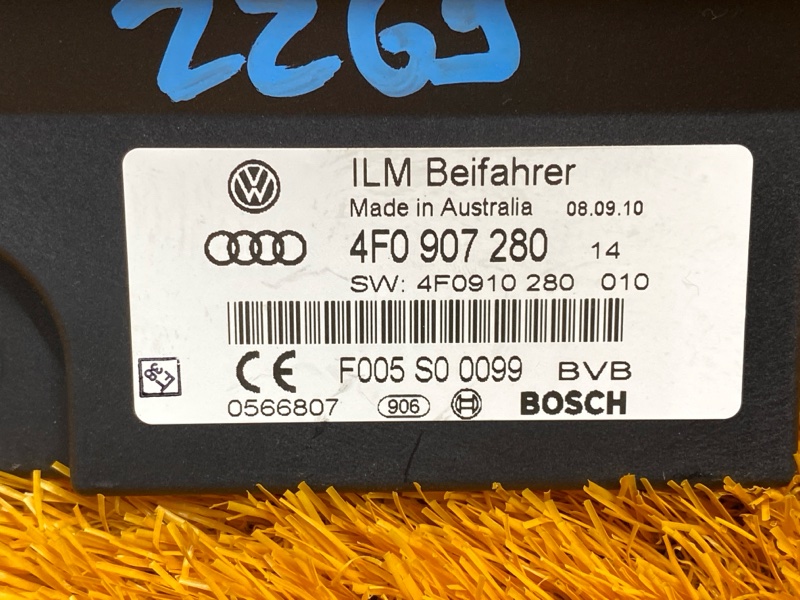 2269
ILM Beifahrer
Made in Australia 08.09.10
4F0 907 280 14
SW: 4F0910 280 010
CE F005 S0 0099 BVB
0566807 906 BOSCH